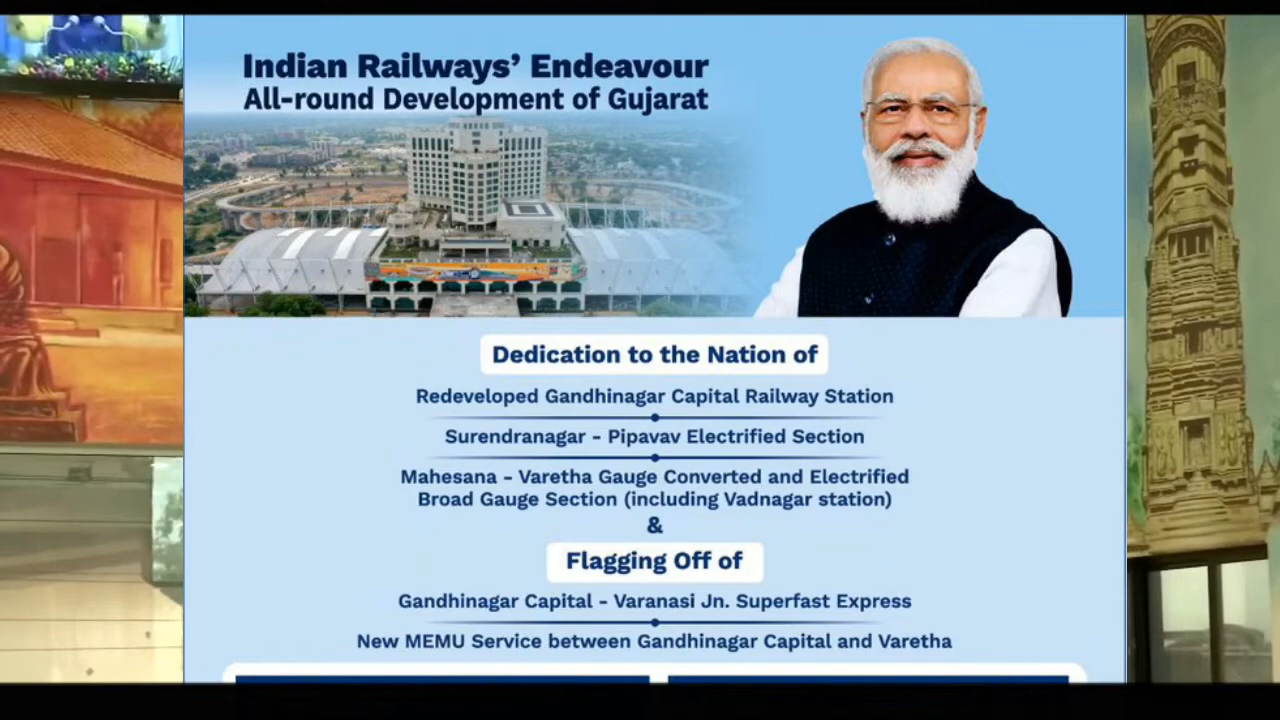 Indian Railways’ Endeavour
All-round Development of Gujarat
Dedication to the Nation of
Redeveloped Gandhinagar Capital Railway Station
Surendranagar - Pipavav Electrified Section
Mahesana - Varetha Gauge Converted and Electrified
Broad Gauge Section (including Vadnagar station)
&
Flagging Off of
Gandhinagar Capital - Varanasi Jn. Superfast Express
New MEMU Service between Gandhinagar Capital and Varetha